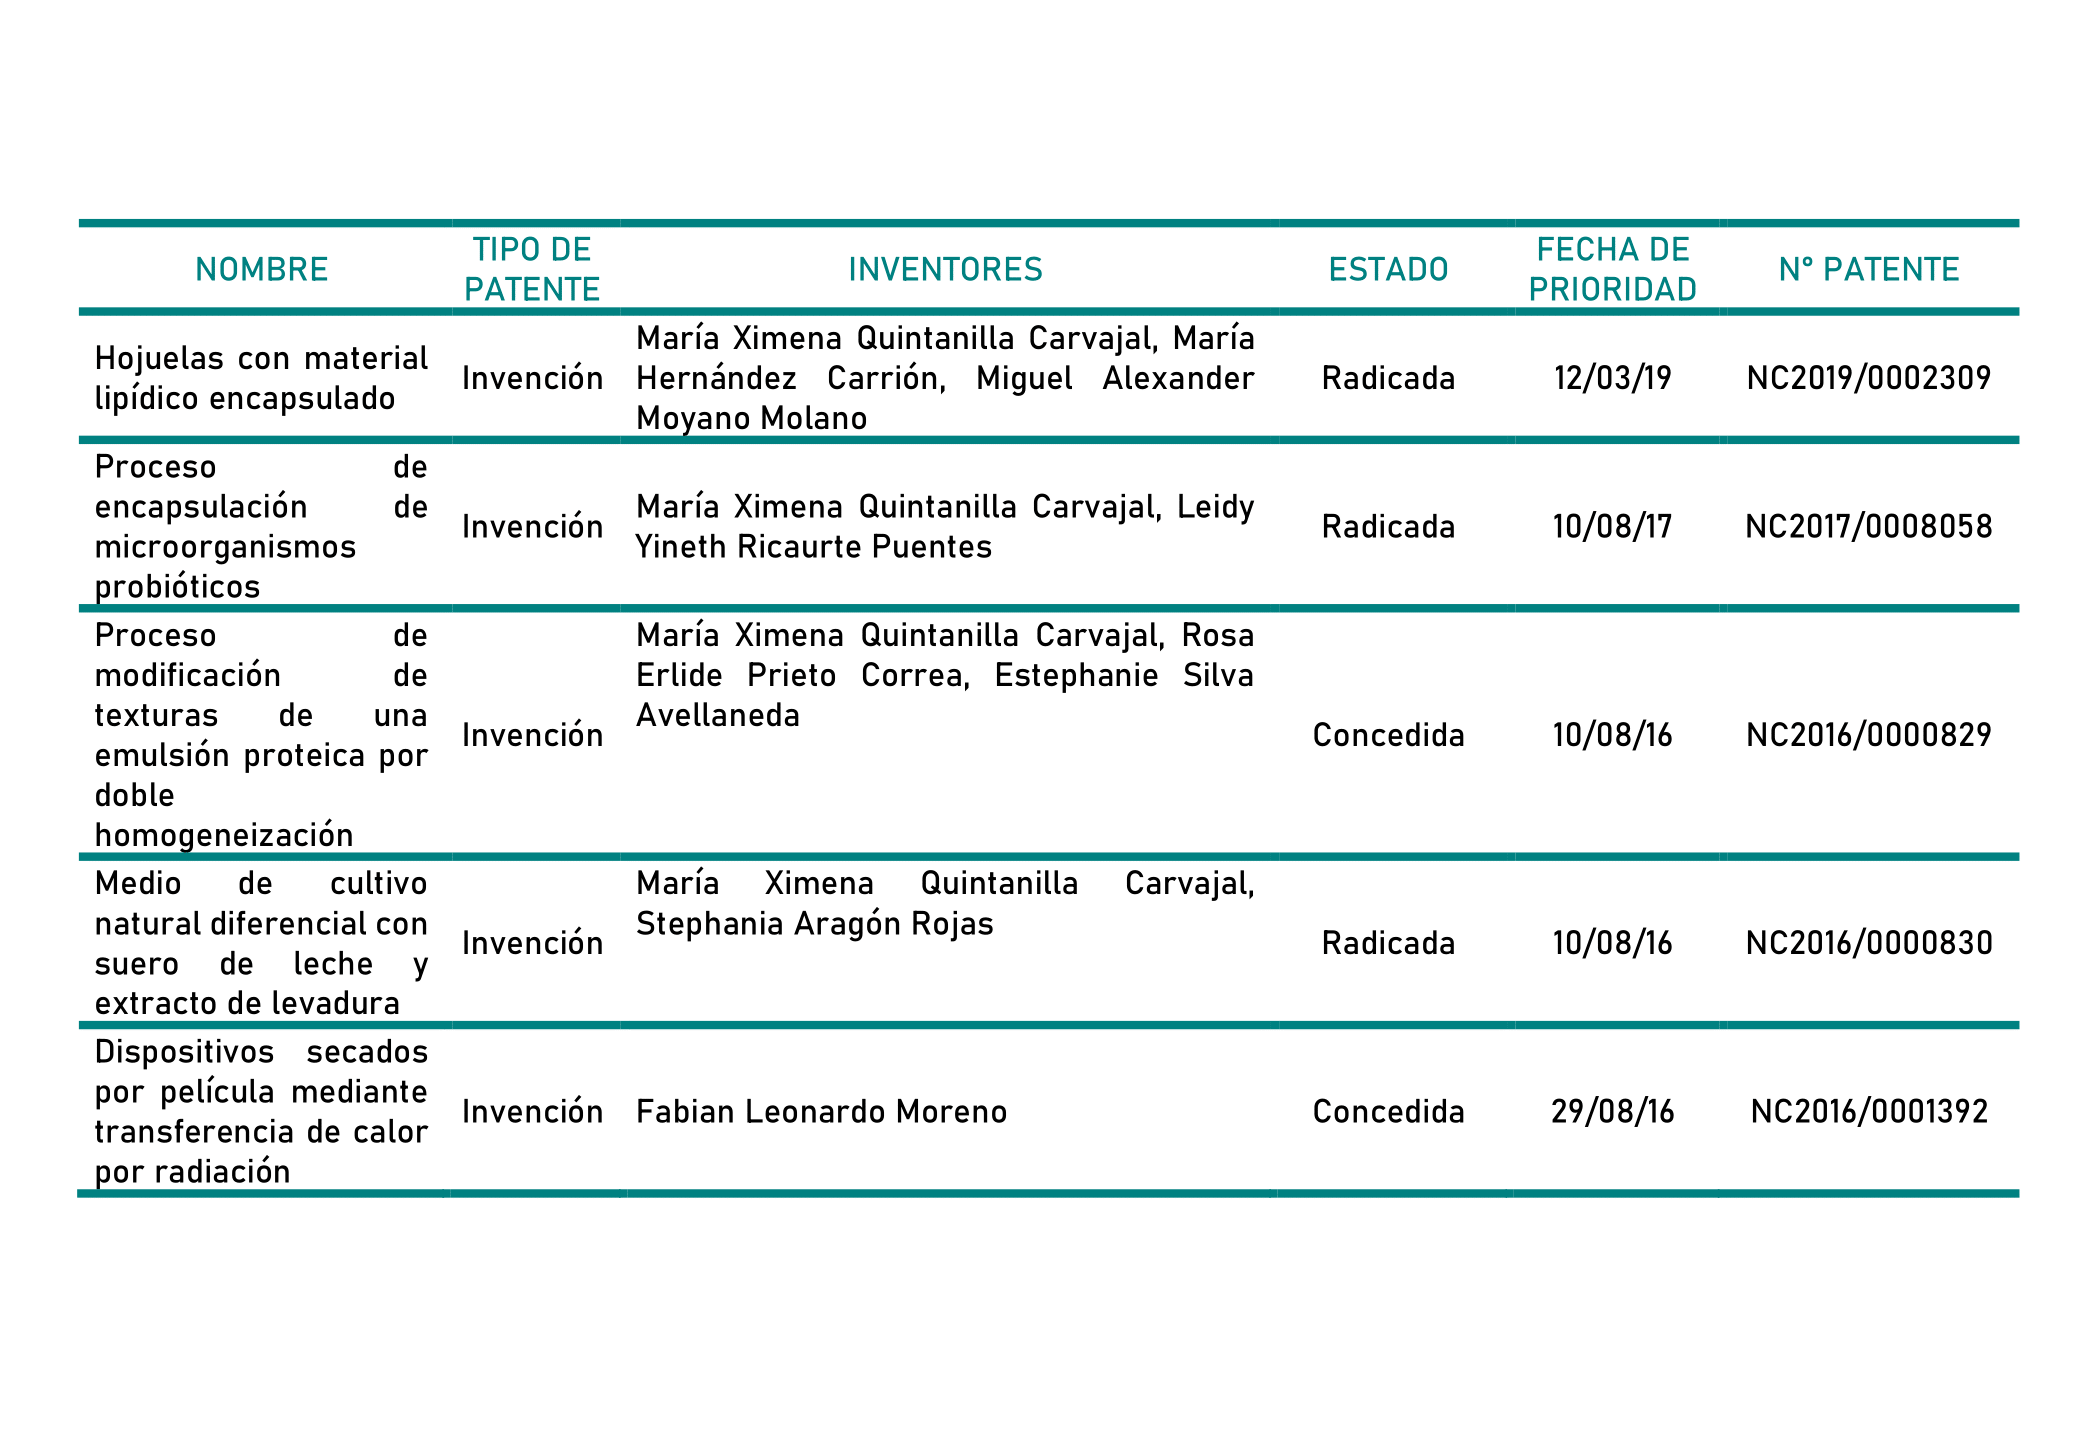 NOMBRE
TIPO DE
PATENTE
INVENTORES
ESTADO
FECHA DE
PRIORIDAD
N° PATENTE
Hojuelas con material
lipídico encapsulado
Invención
María Ximena Quintanilla Carvajal, María
Hernández Carrión, Miguel Alexander
Moyano Molano
Radicada
12/03/19
NC2019/0002309
Proceso de
encapsulación de
microorganismos
probióticos
Invención
María Ximena Quintanilla Carvajal, Leidy
Yineth Ricaurte Puentes
Radicada
10/08/17
NC2017/0008058
Proceso de
modificación de
texturas de una
emulsión proteica por
doble
homogeneización
Invención
María Ximena Quintanilla Carvajal, Rosa
Erlide Prieto Correa, Estephanie Silva
Avellaneda
Concedida
10/08/16
NC2016/0000829
Medio de cultivo
natural diferencial con
suero de leche y
extracto de levadura
Invención
María Ximena Quintanilla Carvajal,
Stephania Aragón Rojas
Radicada
10/08/16
NC2016/0000830
Dispositivos secados
por película mediante
transferencia de calor
por radiación
Invención
Fabian Leonardo Moreno
Concedida
29/08/16
NC2016/0001392